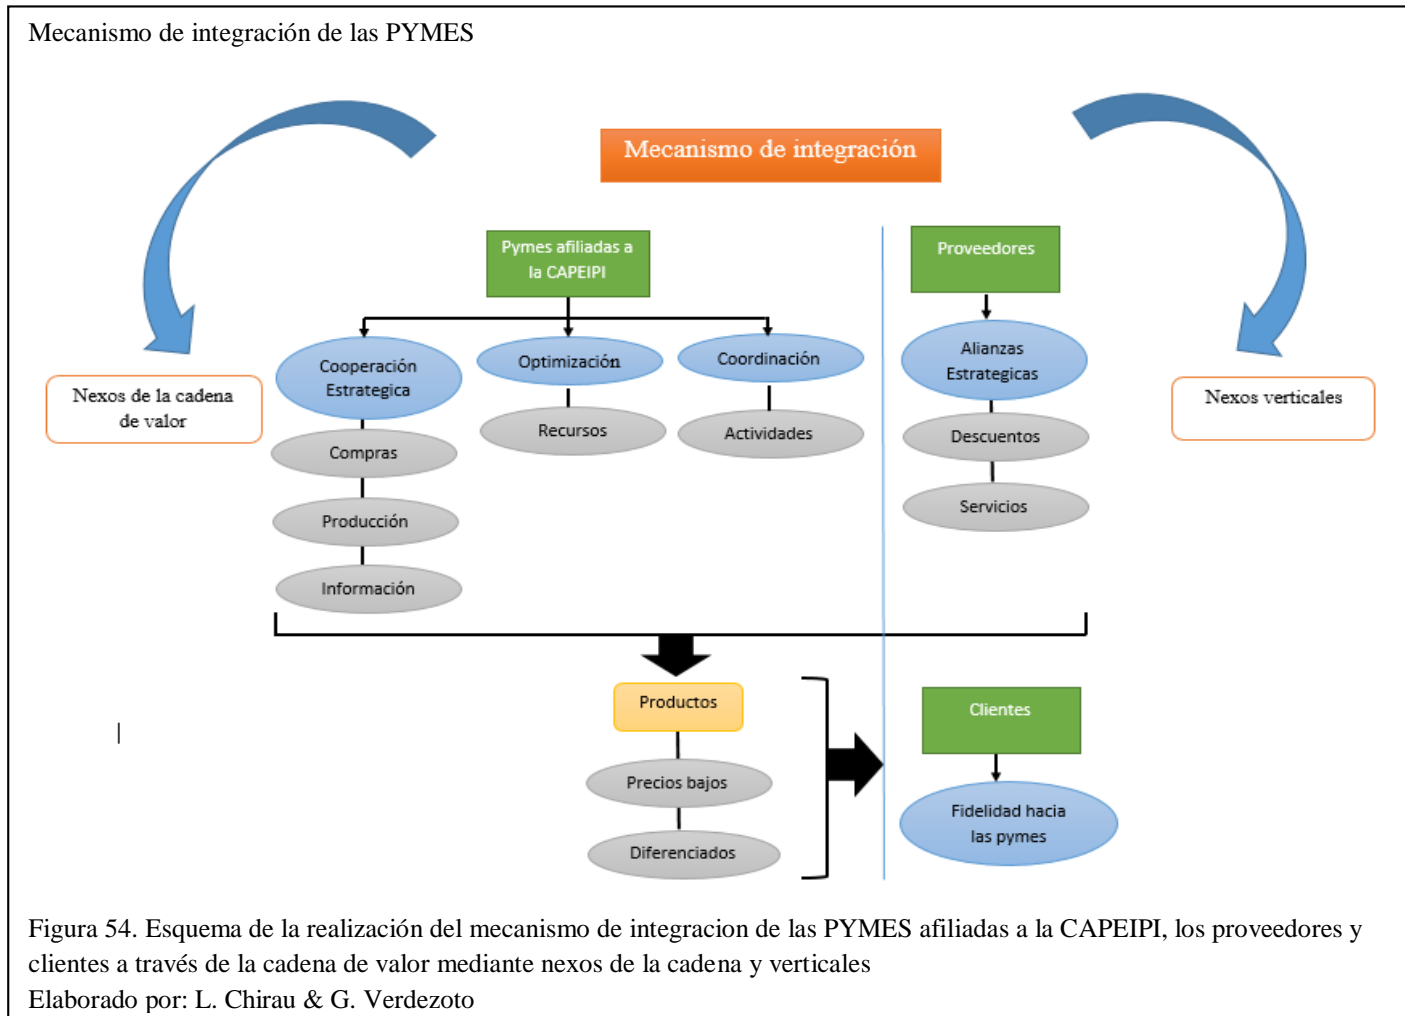 Mecanismo de integración de las PYMES
Mecanismo de integración
Pymes afiliadas a
la CAPEIPI
Proveedores
Cooperación
Estrategica
Optimización
Coordinación
Alianzas
Estrategicas
Nexos de la cadena
de valor
Nexos verticales
Compras
Recursos
Actividades
Descuentos
Producción
Servicios
Información
Productos
Clientes
Precios bajos
Fidelidad hacia
las pymes
Diferenciados
Figura 54. Esquema de la realización del mecanismo de integracion de las PYMES afiliadas a la CAPEIPI, los proveedores y
clientes a través de la cadena de valor mediante nexos de la cadena y verticales
Elaborado por: L. Chirau & G. Verdezoto